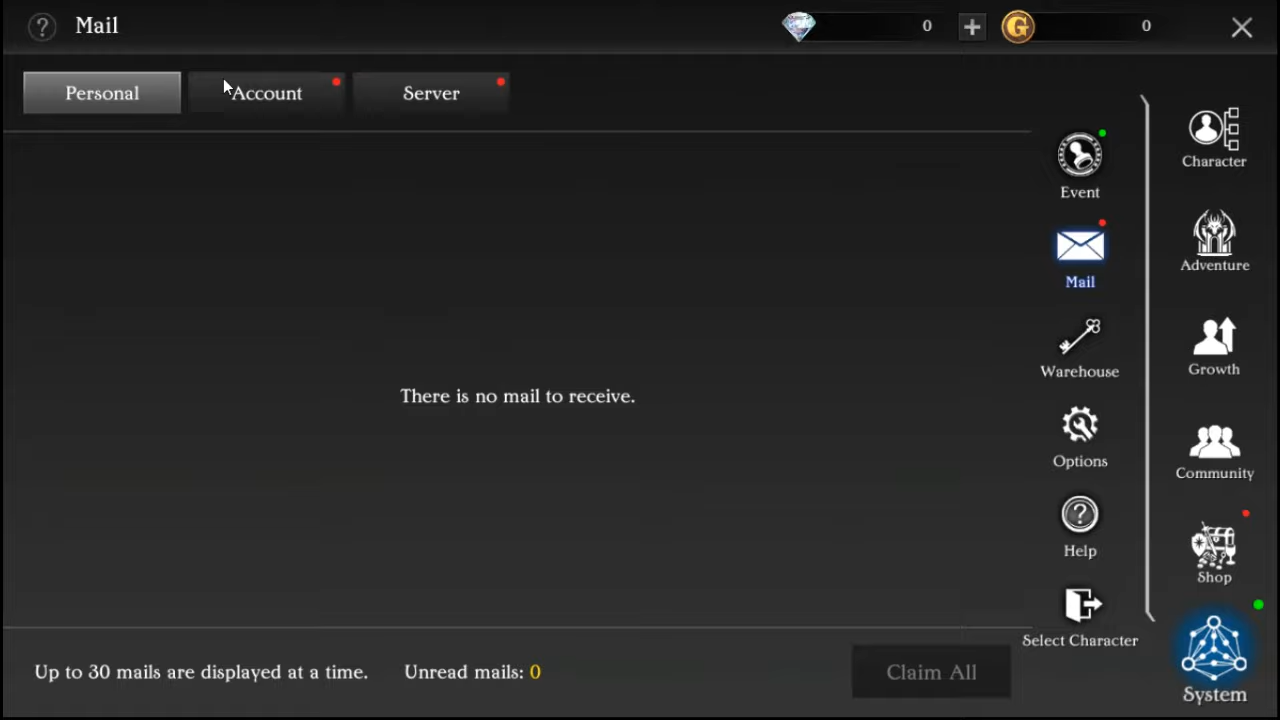 ?
Mail
0
+
G
0
Personal
Account
Server
Event
Mail
Warehouse
Options
?
Help
Select Character
Character
Adventure
Growth
Community
Shop
System
There is no mail to receive.
Up to 30 mails are displayed at a time.
Unread mails: 0
Claim All